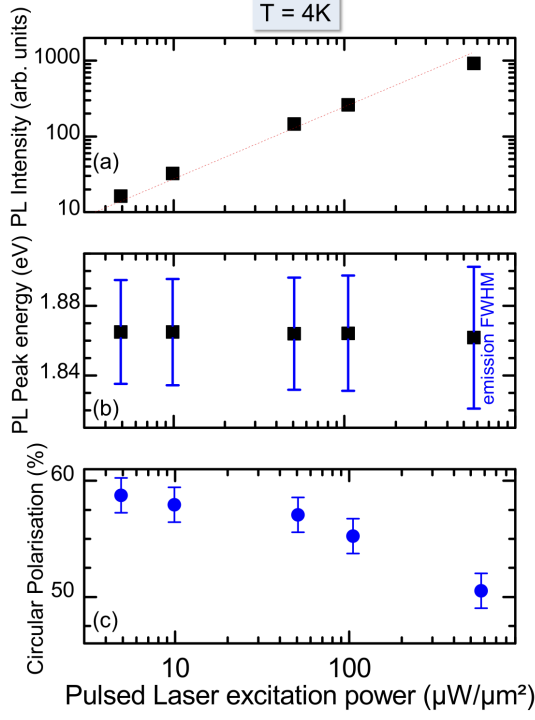 T = 4K
PL Intensity (arb. units)
1000
100
10
(a)
PL Peak energy (eV)
1.88
1.84
(b)
emission FWHM
Circular Polarisation (%)
60
50
(c)
10 100
Pulsed Laser excitation power (µW/µm²)